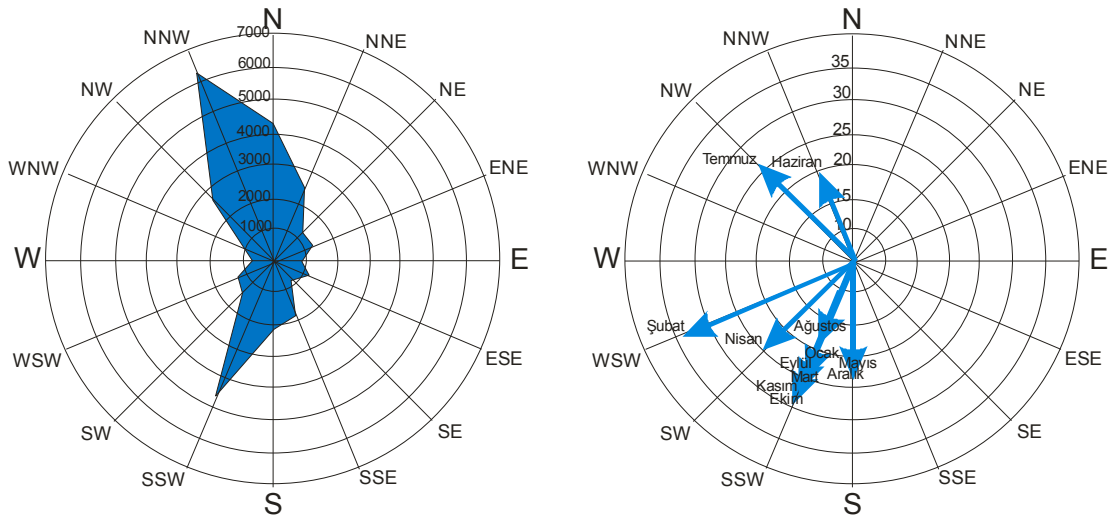 N
7000
NNW
NNE
6000
NW
NE
5000
4000
3000
WNW
ENE
2000
1000
W
E
WSW
ESE
SW
SE
SSW
SSE
S
N
NNW
NNE
35
NW
NE
30
25
Temmuz
Haziran
20
WNW
ENE
15
10
W
E
Şubat
Ağustos
Nisan
WSW
ESE
Ocak
Eylül
Mayıs
Mart
Aralık
Kasım
Ekim
SW
SE
SSW
SSE
S